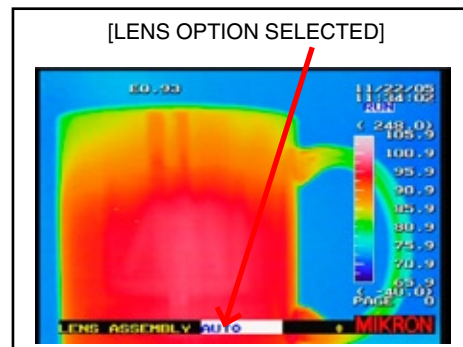 [LENS OPTION SELECTED]
E0.93
11/22/05
11:34:02
RUN
( 248.0)
105.9
100.9
95.9
90.9
85.9
80.9
75.9
70.9
65.9
( -40.0)
PAGE 0
LENS ASSEMBLY AUTO 0
MIKRON